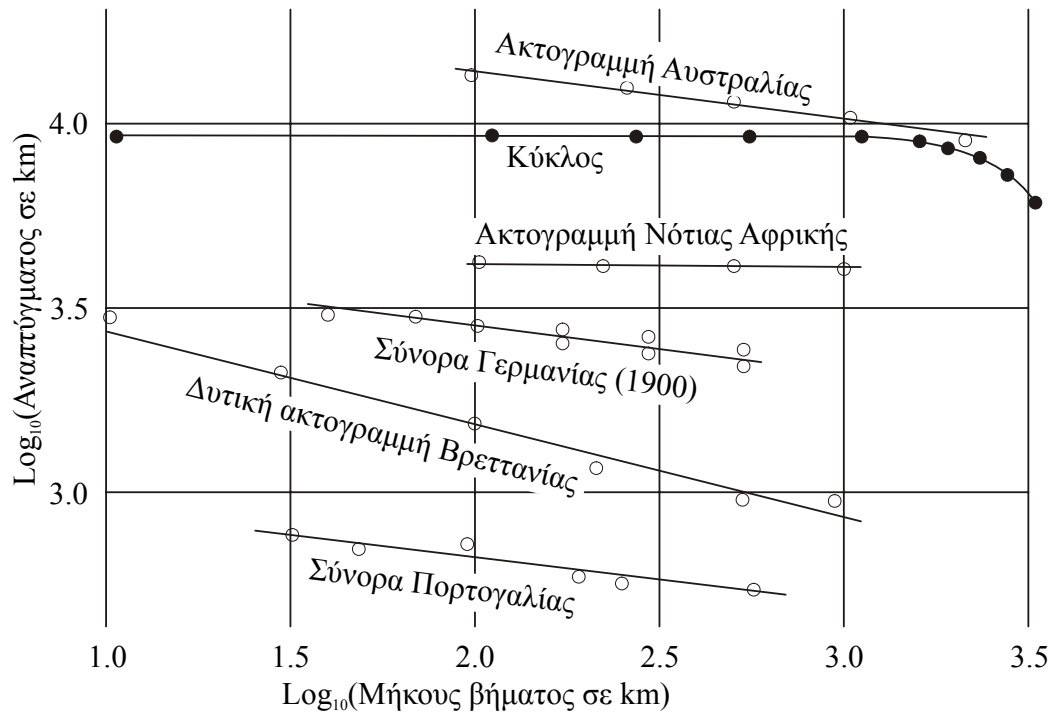 Ακτογραμμή Αυστραλίας
4.0
Κύκλος
Ακτογραμμή Νότιας Αφρικής
3.5
Σύνορα Γερμανίας (1900)
Δυτική ακτογραμμή Βρεττανίας
3.0
Σύνορα Πορτογαλίας
1.0 1.5 2.0 2.5 3.0 3.5
Log₁₀(Μήκους βήματος σε km)
Log₁₀(Αναπτύγματος σε km)